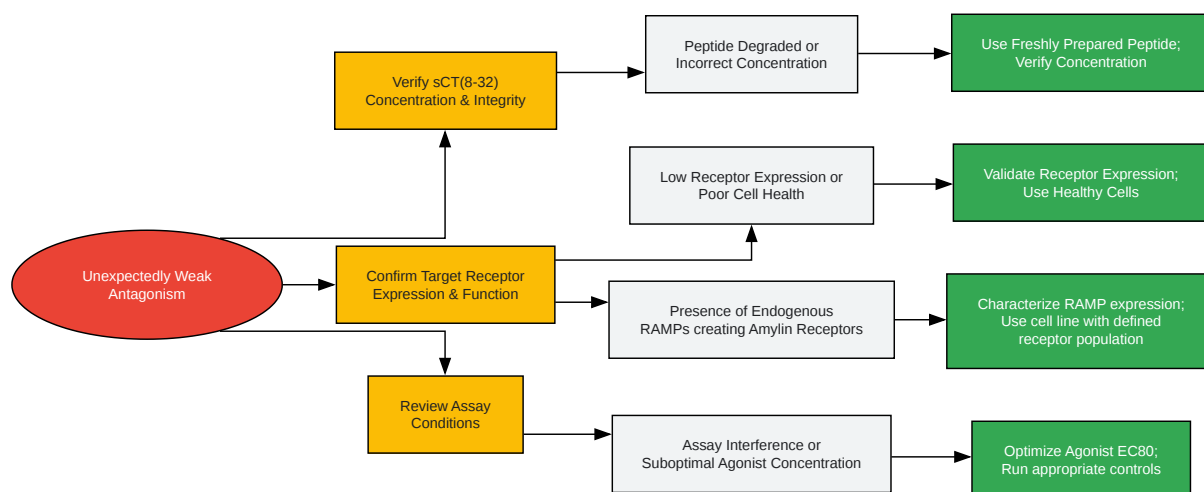 Unexpectedly Weak
Antagonism
Verify sCT(8-32)
Concentration & Integrity
Peptide Degraded or
Incorrect Concentration
Use Freshly Prepared Peptide;
Verify Concentration
Confirm Target Receptor
Expression & Function
Low Receptor Expression or
Poor Cell Health
Validate Receptor Expression;
Use Healthy Cells
Presence of Endogenous
RAMPs creating Amylin Receptors
Characterize RAMP expression;
Use cell line with defined
receptor population
Review Assay
Conditions
Assay Interference or
Suboptimal Agonist Concentration
Optimize Agonist EC80;
Run appropriate controls